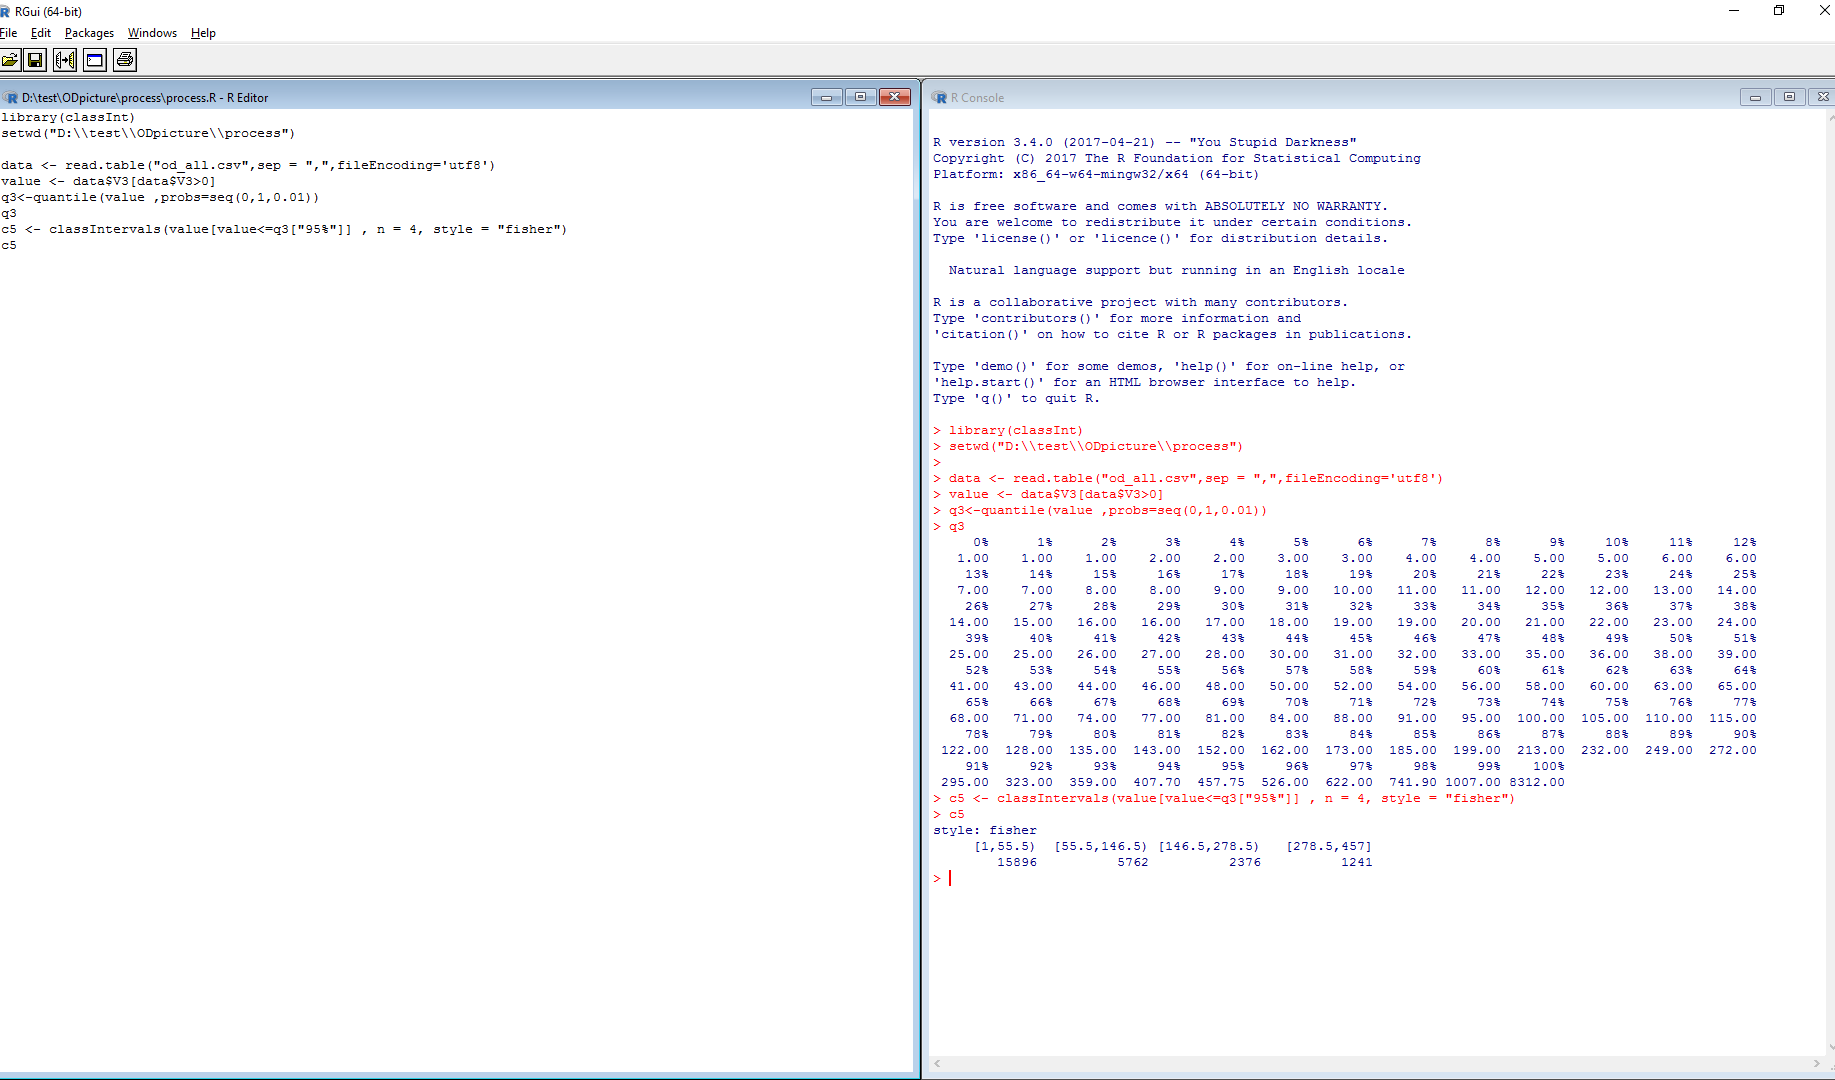 RGui (64-bit)
File Edit Packages Windows Help
D:\test\ODpicture\process\process.R - R Editor
library(classInt)
setwd("D:\\test\\ODpicture\\process")
data <- read.table("od_all.csv",sep = ",",fileEncoding='utf8')
value <- data$V3[data$V3>0]
q3<-quantile(value ,probs=seq(0,1,0.01))
q3
c5 <- classIntervals(value[value<=q3["95%"]] , n = 4, style = "fisher")
c5
R Console
R version 3.4.0 (2017-04-21) -- "You Stupid Darkness"
Copyright (C) 2017 The R Foundation for Statistical Computing
Platform: x86_64-w64-mingw32/x64 (64-bit)
R is free software and comes with ABSOLUTELY NO WARRANTY.
You are welcome to redistribute it under certain conditions.
Type 'license()' or 'licence()' for distribution details.
Natural language support but running in an English locale
R is a collaborative project with many contributors.
Type 'contributors()' for more information and
'citation()' on how to cite R or R packages in publications.
Type 'demo()' for some demos, 'help()' for on-line help, or
'help.start()' for an HTML browser interface to help.
Type 'q()' to quit R.
> library(classInt)
> setwd("D:\\test\\ODpicture\\process")
>
> data <- read.table("od_all.csv",sep = ",",fileEncoding='utf8')
> value <- data$V3[data$V3>0]
> q3<-quantile(value ,probs=seq(0,1,0.01))
> q3
0% 1% 2% 3% 4% 5% 6% 7% 8% 9% 10% 11% 12%
1.00 1.00 1.00 2.00 2.00 3.00 3.00 4.00 4.00 5.00 5.00 6.00 6.00
13% 14% 15% 16% 17% 18% 19% 20% 21% 22% 23% 24% 25%
7.00 7.00 8.00 8.00 9.00 9.00 10.00 11.00 11.00 12.00 12.00 13.00 14.00
26% 27% 28% 29% 30% 31% 32% 33% 34% 35% 36% 37% 38%
14.00 15.00 16.00 16.00 17.00 18.00 19.00 19.00 20.00 21.00 22.00 23.00 24.00
39% 40% 41% 42% 43% 44% 45% 46% 47% 48% 49% 50% 51%
25.00 25.00 26.00 27.00 28.00 30.00 31.00 32.00 33.00 35.00 36.00 38.00 39.00
52% 53% 54% 55% 56% 57% 58% 59% 60% 61% 62% 63% 64%
41.00 43.00 44.00 46.00 48.00 50.00 52.00 54.00 56.00 58.00 60.00 63.00 65.00
65% 66% 67% 68% 69% 70% 71% 72% 73% 74% 75% 76% 77%
68.00 71.00 74.00 77.00 81.00 84.00 88.00 91.00 95.00 100.00 105.00 110.00 115.00
78% 79% 80% 81% 82% 83% 84% 85% 86% 87% 88% 89% 90%
122.00 128.00 135.00 143.00 152.00 162.00 173.00 185.00 199.00 213.00 232.00 249.00 272.00
91% 92% 93% 94% 95% 96% 97% 98% 99% 100%
295.00 323.00 359.00 407.70 457.75 526.00 622.00 741.90 1007.00 8312.00
> c5 <- classIntervals(value[value<=q3["95%"]] , n = 4, style = "fisher")
> c5
style: fisher
[1,55.5) [55.5,146.5) [146.5,278.5) [278.5,457]
15896 5762 2376 1241
>